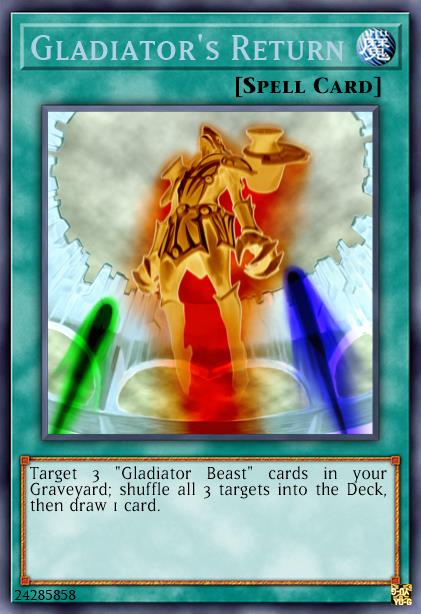 GLADIATOR'S RETURN
魔
[SPELL CARD]
Target 3 "Gladiator Beast" cards in your
Graveyard; shuffle all 3 targets into the Deck,
then draw 1 card.
24285858